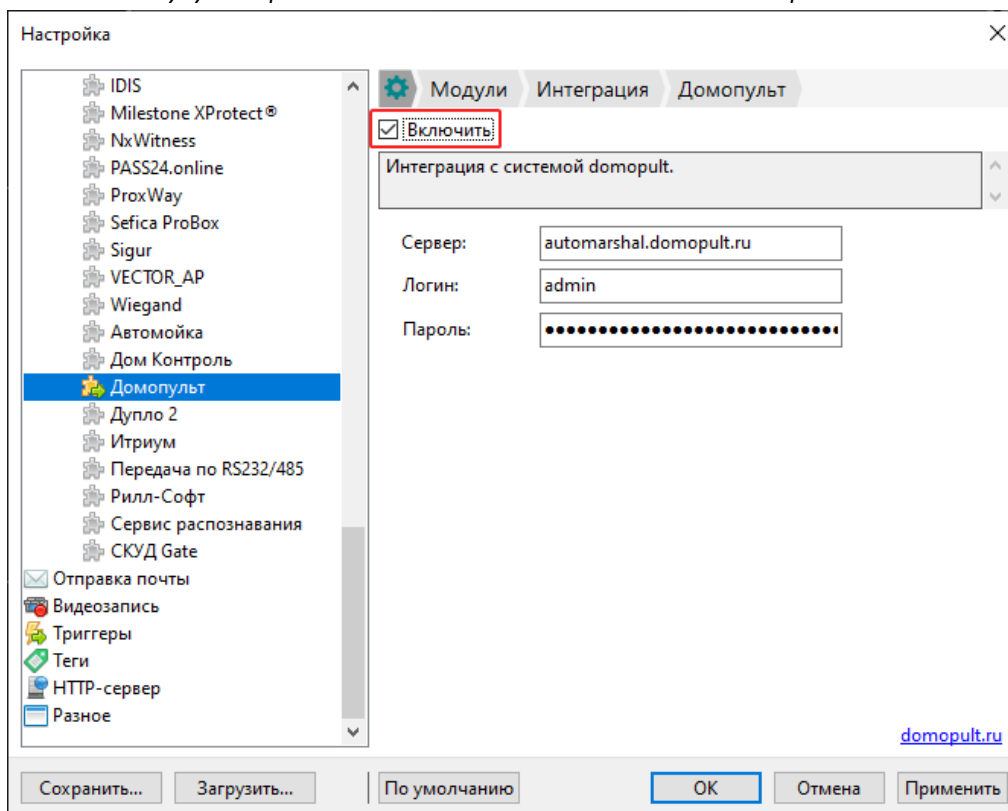 Настройка
IDIS
Milestone XProtect®
NxWitness
PASS24.online
ProxWay
Sefica ProBox
Sigur
VECTOR_AP
Wiegand
Автомойка
Дом Контроль
Домопульт
Дупло 2
Итриум
Передача по RS232/485
Рилл-Софт
Сервис распознавания
СКУД Gate
Отправка почты
Видеозапись
Триггеры
Теги
HTTP-сервер
Разное
Модули Интеграция Домопульт
Включить
Интеграция с системой domopult.
Сервер: automarshal.domopult.ru
Логин: admin
Пароль: ••••••••••••••••••••••••••••
domopult.ru
Сохранить... Загрузить... По умолчанию ОК Отмена Применить